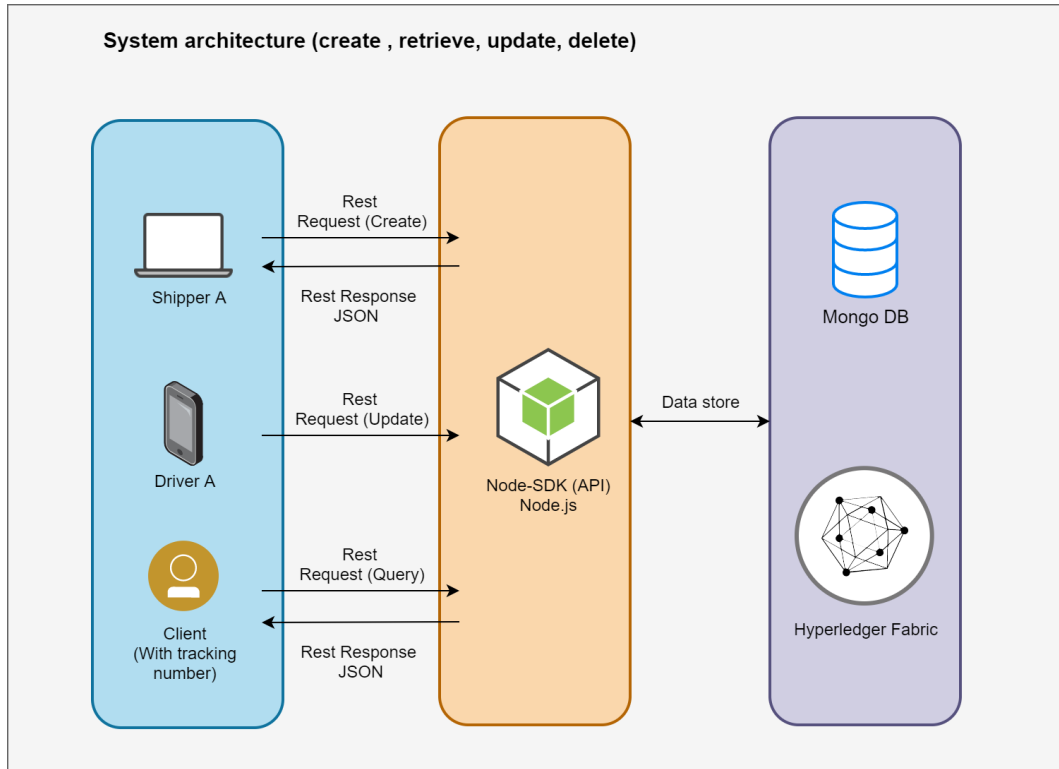 System architecture (create , retrieve, update, delete)
Rest
Request (Create)
Shipper A
Rest Response
JSON
Mongo DB
Rest
Request (Update)
Driver A
Data store
Node-SDK (API)
Node.js
Rest
Request (Query)
Client
(With tracking
number)
Rest Response
JSON
Hyperledger Fabric